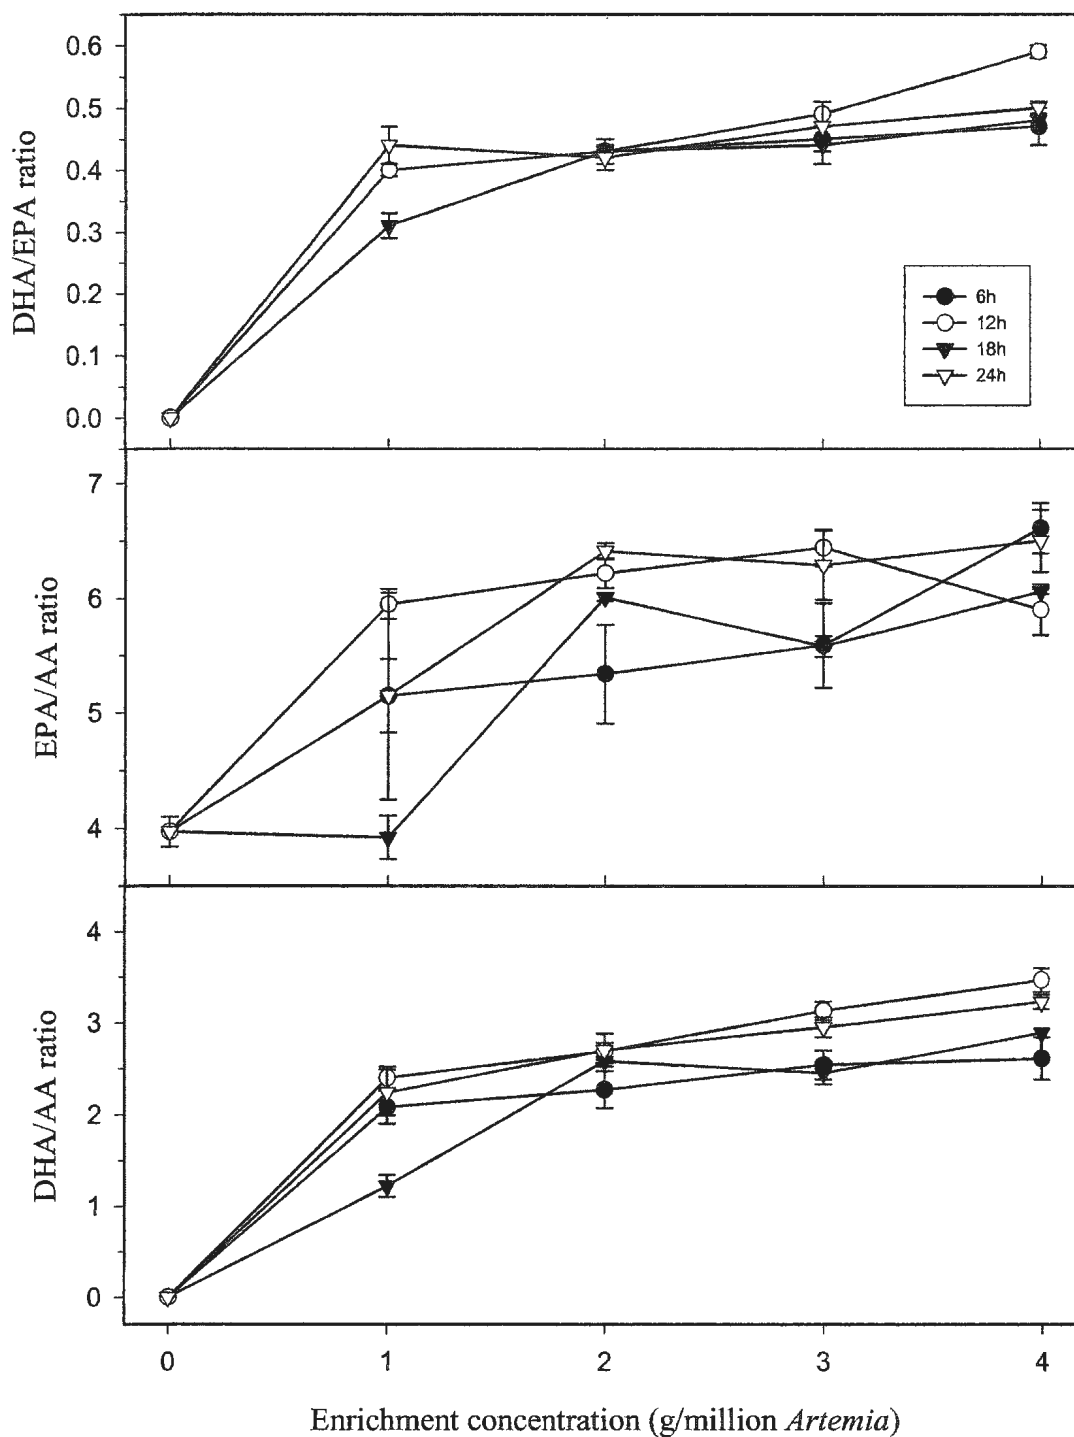 DHA/EPA ratio
0.6
0.5
0.4
0.3
0.2
0.1
0.0
6h
12h
18h
24h
EPA/AA ratio
7
6
5
4
DHA/AA ratio
4
3
2
1
0
0 1 2 3 4
Enrichment concentration (g/million Artemia)